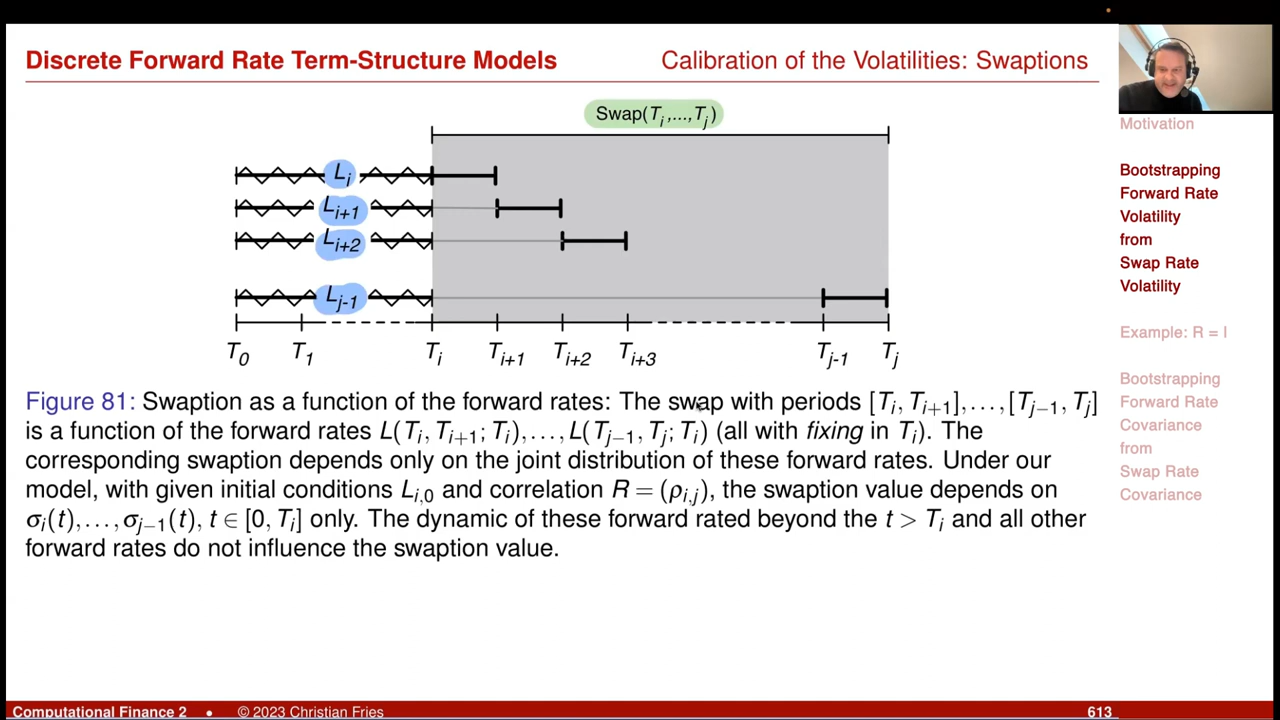 Discrete Forward Rate Term-Structure Models
Calibration of the Volatilities: Swaptions
Swap(T_i,...,T_j)
L_i
L_{i+1}
L_{i+2}
L_{j-1}
T_0 T_1 T_i T_{i+1} T_{i+2} T_{i+3} T_{j-1} T_j
Figure 81: Swaption as a function of the forward rates: The swap with periods [T_i, T_{i+1}],…,[T_{j−1}, T_j]
is a function of the forward rates L(T_i, T_{i+1}; T_i),…, L(T_{j−1}, T_j; T_i) (all with fixing in T_i). The
corresponding swaption depends only on the joint distribution of these forward rates. Under our
model, with given initial conditions L_{i,0} and correlation R = (ρ_{i,j}), the swaption value depends on
σ_i(t),…, σ_{j−1}(t), t ∈ [0, T_i] only. The dynamic of these forward rated beyond the t > T_i and all other
forward rates do not influence the swaption value.
Motivation
Bootstrapping
Forward Rate
Volatility
from
Swap Rate
Volatility
Example: R = I
Bootstrapping
Forward Rate
Covariance
from
Swap Rate
Covariance
Computational Finance 2 • © 2023 Christian Fries
613